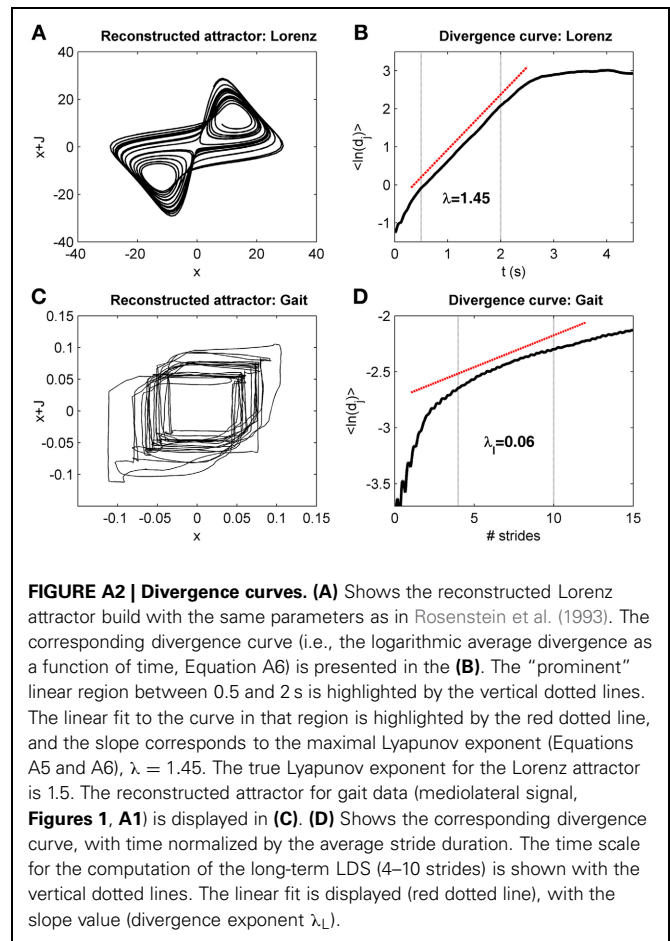 A Reconstructed attractor: Lorenz
40
20
0
-20
-40
x+J
-40 -20 0 20 40
x
B Divergence curve: Lorenz
3
2
1
0
-1
<ln(dj)>
λ=1.45
0 1 2 3 4
t (s)
C Reconstructed attractor: Gait
0.15
0.1
0.05
0
-0.05
-0.1
x+J
-0.1 -0.05 0 0.05 0.1 0.15
x
D Divergence curve: Gait
-2
-2.5
-3
-3.5
<ln(dj)>
λl=0.06
0 5 10 15
# strides
FIGURE A2 | Divergence curves. (A) Shows the reconstructed Lorenz
attractor build with the same parameters as in Rosenstein et al. (1993). The
corresponding divergence curve (i.e., the logarithmic average divergence as
a function of time, Equation A6) is presented in the (B). The “prominent”
linear region between 0.5 and 2 s is highlighted by the vertical dotted lines.
The linear fit to the curve in that region is highlighted by the red dotted line,
and the slope corresponds to the maximal Lyapunov exponent (Equations
A5 and A6), λ = 1.45. The true Lyapunov exponent for the Lorenz attractor
is 1.5. The reconstructed attractor for gait data (mediolateral signal,
Figures 1, A1) is displayed in (C). (D) Shows the corresponding divergence
curve, with time normalized by the average stride duration. The time scale
for the computation of the long-term LDS (4–10 strides) is shown with the
vertical dotted lines. The linear fit is displayed (red dotted line), with the
slope value (divergence exponent λL).